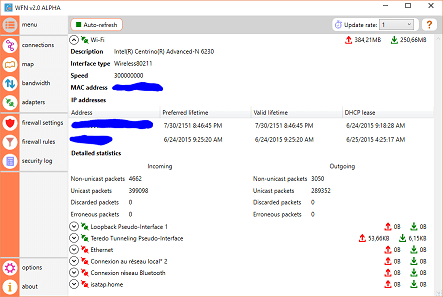 WFN v2.0 ALPHA
menu
Auto-refresh
Update rate: 1
?
connections
map
bandwidth
adapters
firewall settings
firewall rules
security log
options
about
Wi-Fi 384,21MB 250,66MB
Description Intel(R) Centrino(R) Advanced-N 6230
Interface type Wireless80211
Speed 300000000
MAC address
IP addresses
Address Preferred lifetime Valid lifetime DHCP lease
7/30/2151 8:46:45 PM 7/30/2151 8:46:45 PM 6/24/2015 9:18:28 AM
6/24/2015 9:25:20 AM 6/24/2015 9:25:20 AM 6/25/2015 4:25:17 AM
Detailed statistics
Incoming Outgoing
Non-unicast packets 4662 Non-unicast packets 3050
Unicast packets 399098 Unicast packets 289352
Discarded packets 0 Discarded packets 0
Erroneous packets 0 Erroneous packets 0
Loopback Pseudo-Interface 1 0B 0B
Teredo Tunneling Pseudo-Interface 53,66KB 6,15KB
Ethernet 0B 0B
Connexion au réseau local* 2 0B 0B
Connexion réseau Bluetooth 0B 0B
isatap.home 0B 0B